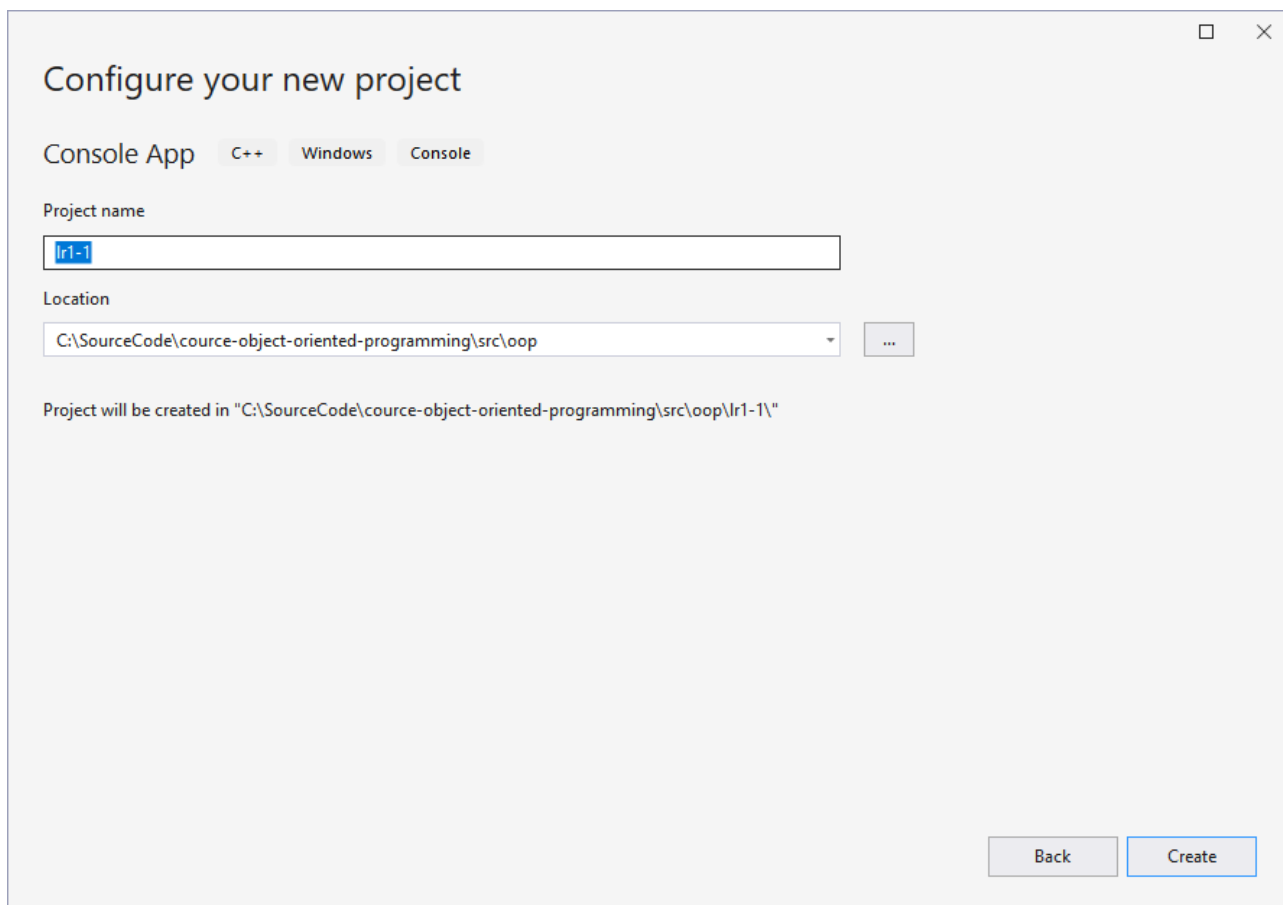 Configure your new project
Console App C++ Windows Console
Project name
lr1-1
Location
C:\SourceCode\cource-object-oriented-programming\src\oop
...
Project will be created in "C:\SourceCode\cource-object-oriented-programming\src\oop\lr1-1\"
Back Create